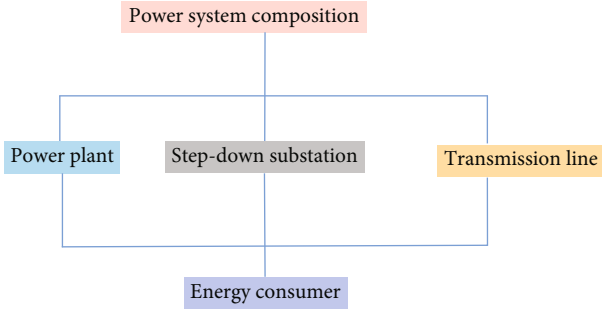 Power system composition
Power plant
Step-down substation
Transmission line
Energy consumer